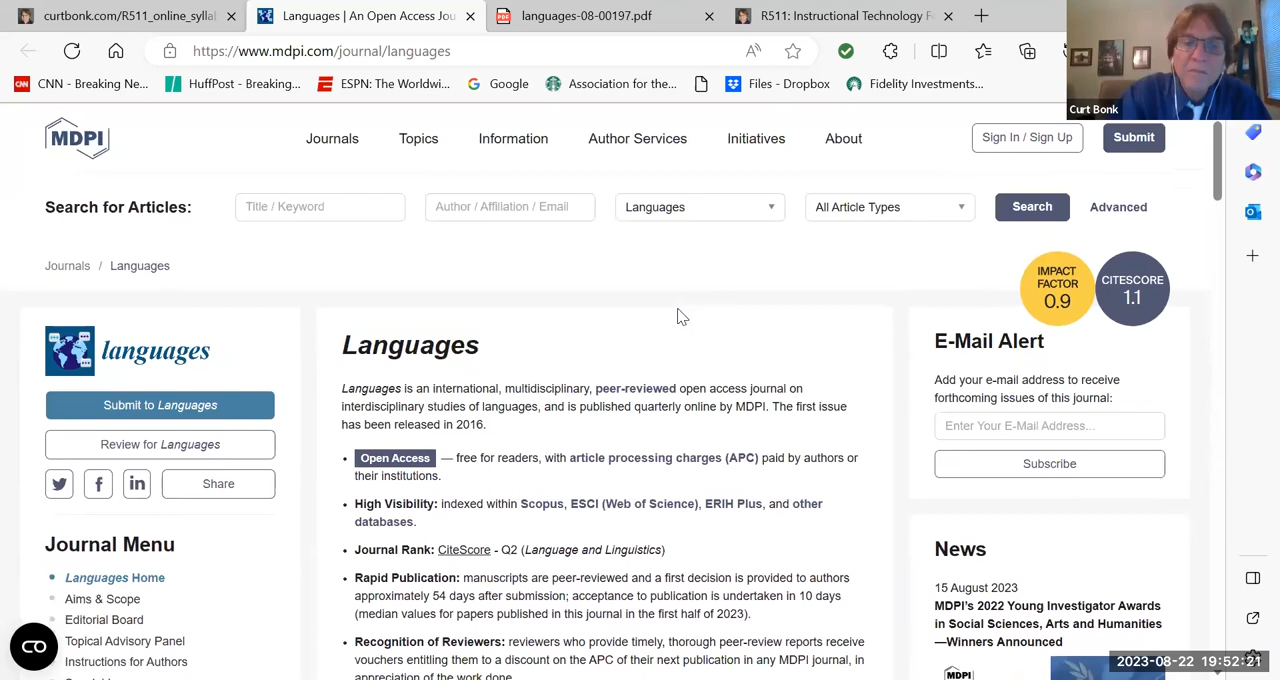 curtbonk.com/R511_online_syllal
Languages | An Open Access Jou
PDF
languages-08-00197.pdf
R511: Instructional Technology F
https://www.mdpi.com/journal/languages
CNN
CNN - Breaking Ne...
HuffPost - Breaking...
ESPN: The Worldwi...
Google
Association for the...
Files - Dropbox
Fidelity Investments...
Curt Bonk
MDPI
Journals
Topics
Information
Author Services
Initiatives
About
Sign In / Sign Up
Submit
Search for Articles:
Title / Keyword
Author / Affiliation / Email
Languages
All Article Types
Search
Advanced
Journals / Languages
IMPACT
FACTOR
0.9
CITESCORE
1.1
languages
Submit to Languages
Review for Languages
Share
Journal Menu
Languages Home
Aims & Scope
Editorial Board
Topical Advisory Panel
Instructions for Authors
Languages
Languages is an international, multidisciplinary, peer-reviewed open access journal on
interdisciplinary studies of languages, and is published quarterly online by MDPI. The first issue
has been released in 2016.
Open Access — free for readers, with article processing charges (APC) paid by authors or
their institutions.
High Visibility: indexed within Scopus, ESCI (Web of Science), ERIH Plus, and other
databases.
Journal Rank: CiteScore - Q2 (Language and Linguistics)
Rapid Publication: manuscripts are peer-reviewed and a first decision is provided to authors
approximately 54 days after submission; acceptance to publication is undertaken in 10 days
(median values for papers published in this journal in the first half of 2023).
Recognition of Reviewers: reviewers who provide timely, thorough peer-review reports receive
vouchers entitling them to a discount on the APC of their next publication in any MDPI journal, in
appreciation of the work done.
E-Mail Alert
Add your e-mail address to receive
forthcoming issues of this journal:
Enter Your E-Mail Address...
Subscribe
News
15 August 2023
MDPI's 2022 Young Investigator Awards
in Social Sciences, Arts and Humanities
—Winners Announced
MDPI
2023-08-22 19:52:21